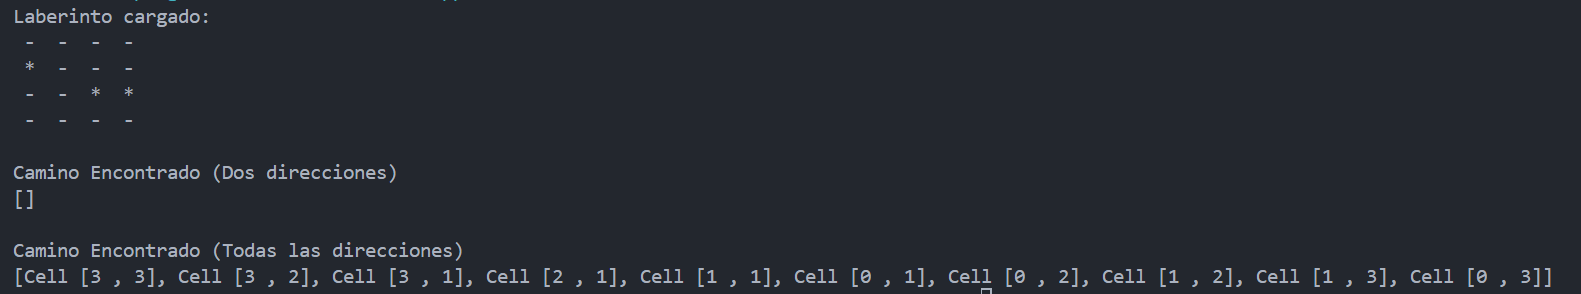 Laberinto cargado:
- - - -
* - - -
- - * *
- - - -
Camino Encontrado (Dos direcciones)
[]
Camino Encontrado (Todas las direcciones)
[Cell [3 , 3], Cell [3 , 2], Cell [3 , 1], Cell [2 , 1], Cell [1 , 1], Cell [0 , 1], Cell [0 , 2], Cell [1 , 2], Cell [1 , 3], Cell [0 , 3]]